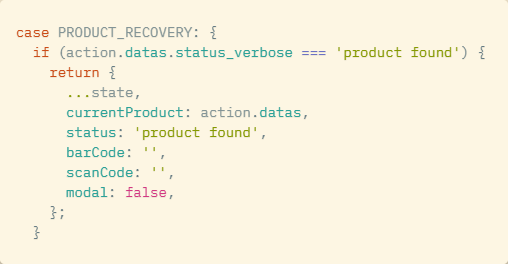 case PRODUCT_RECOVERY: {
  if (action.datas.status_verbose === 'product found') {
    return {
      ...state,
      currentProduct: action.datas,
      status: 'product found',
      barCode: '',
      scanCode: '',
      modal: false,
    };
  }